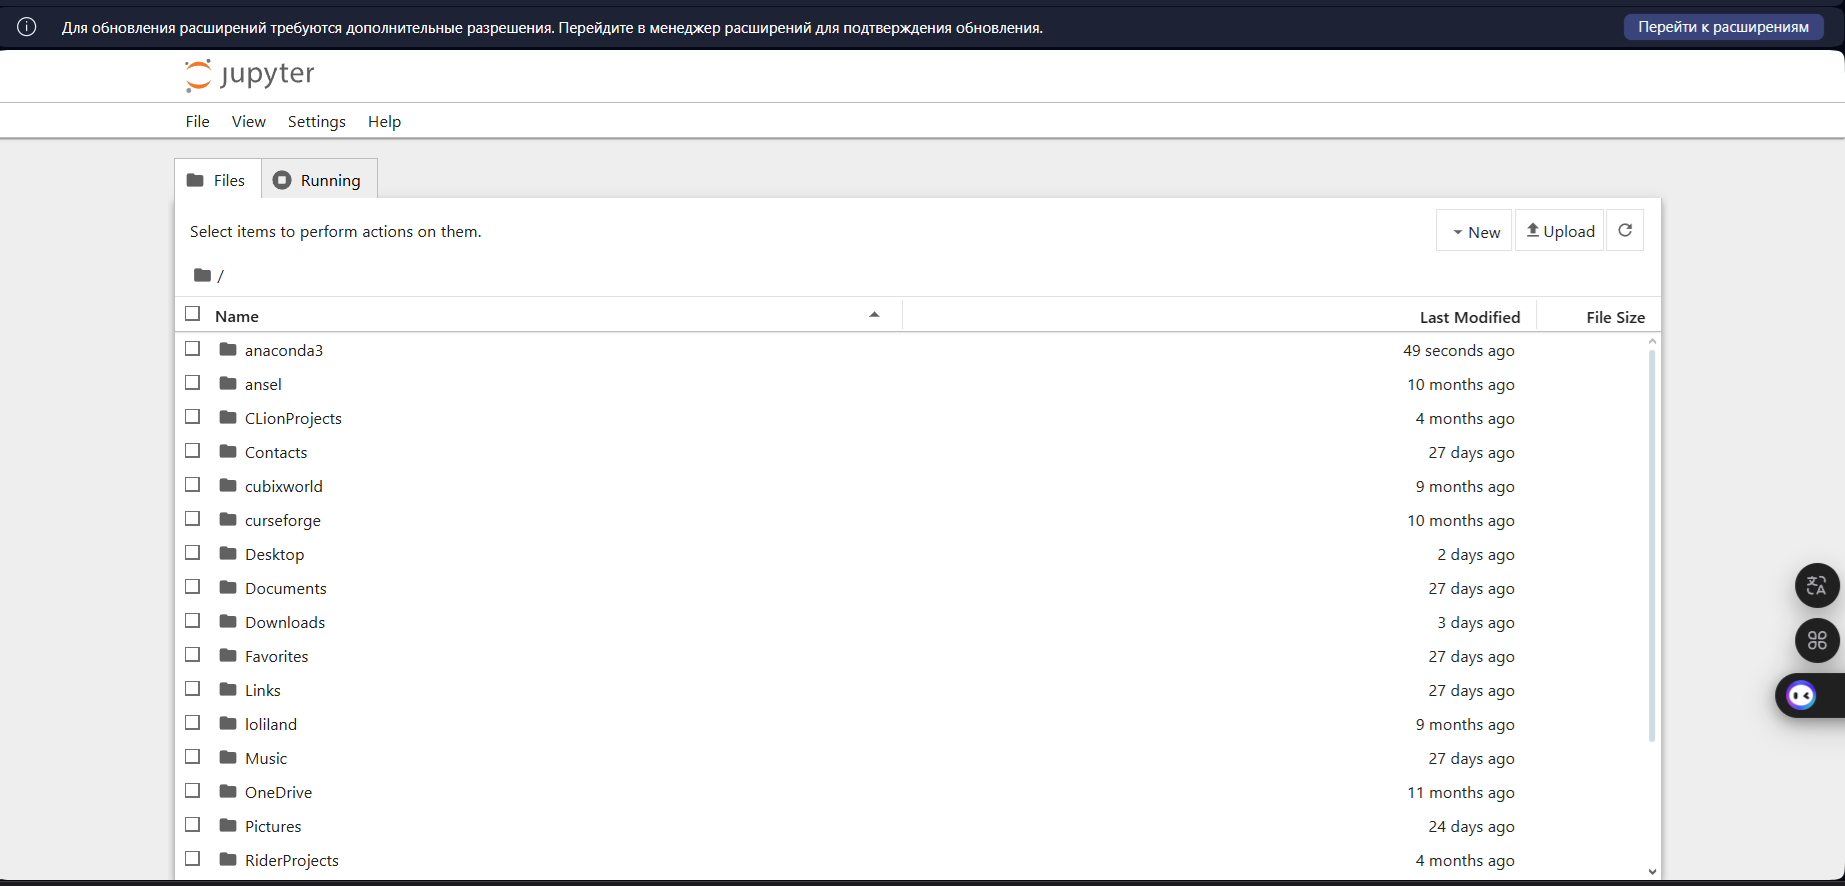 Для обновления расширений требуются дополнительные разрешения. Перейдите в менеджер расширений для подтверждения обновления. Перейти к расширениям
jupyter
File View Settings Help
Files Running
Select items to perform actions on them. New Upload
/
Name Last Modified File Size
anaconda3 49 seconds ago
ansel 10 months ago
CLionProjects 4 months ago
Contacts 27 days ago
cubixworld 9 months ago
curseforge 10 months ago
Desktop 2 days ago
Documents 27 days ago
Downloads 3 days ago
Favorites 27 days ago
Links 27 days ago
loliland 9 months ago
Music 27 days ago
OneDrive 11 months ago
Pictures 24 days ago
RiderProjects 4 months ago